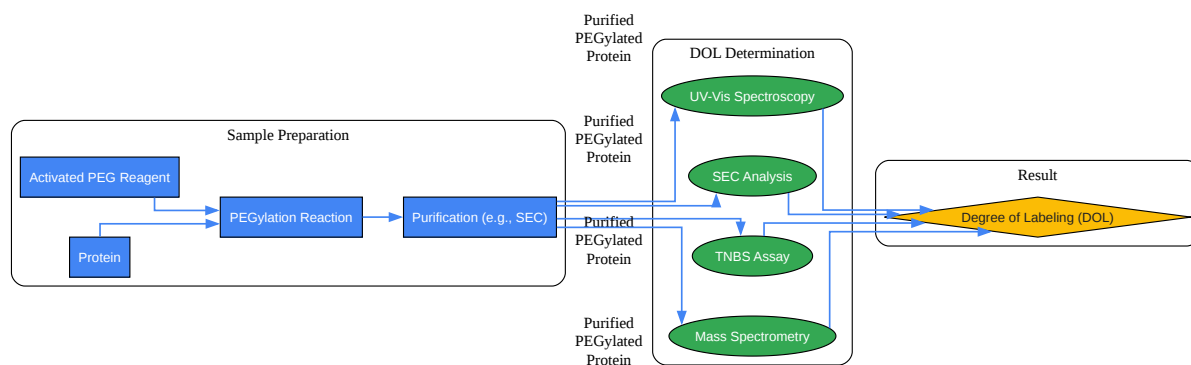 Sample Preparation
Activated PEG Reagent
Protein
PEGylation Reaction
Purification (e.g., SEC)
Purified
PEGylated
Protein
Purified
PEGylated
Protein
Purified
PEGylated
Protein
Purified
PEGylated
Protein
DOL Determination
UV-Vis Spectroscopy
SEC Analysis
TNBS Assay
Mass Spectrometry
Result
Degree of Labeling (DOL)